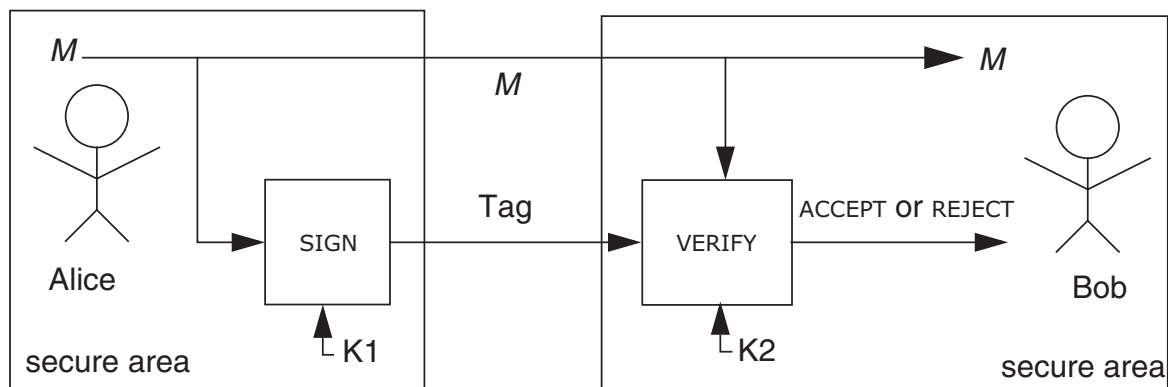 M
M
M
Tag
ACCEPT or REJECT
SIGN
VERIFY
Alice
Bob
K1
K2
secure area
secure area